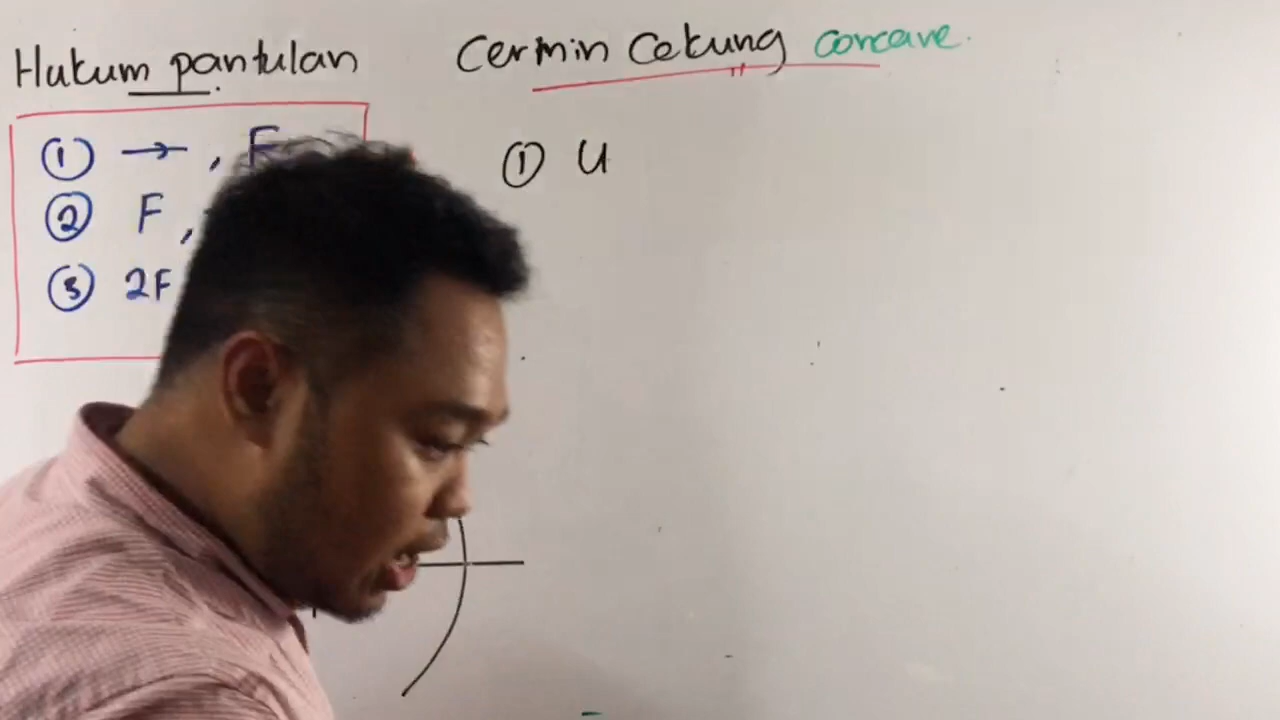 Hukum pantulan
Cermin Cekung concave.
① → , F
② F ,
③ 2F
① u